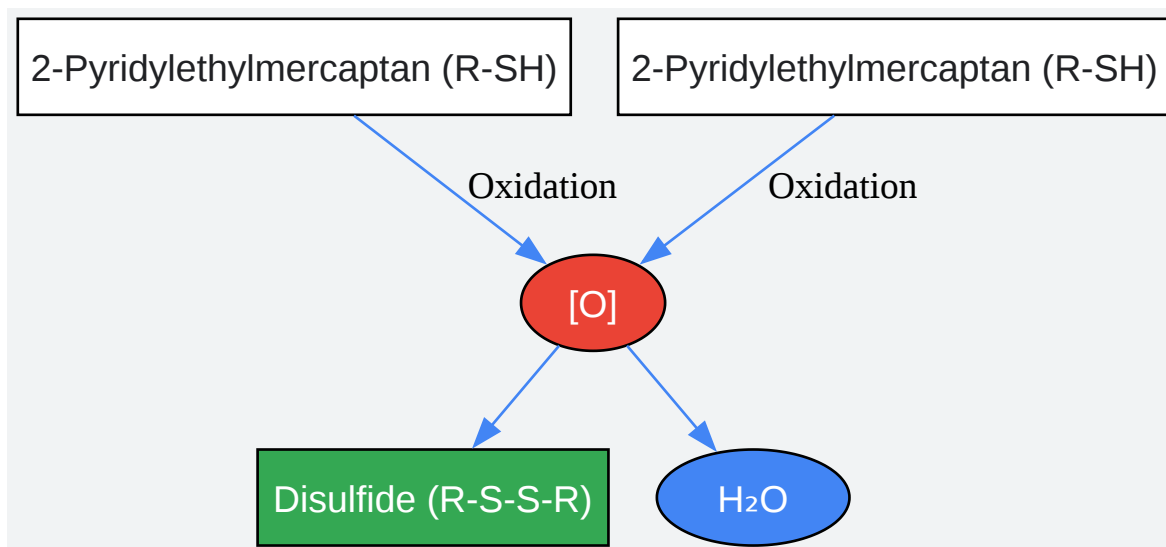 2-Pyridylethylmercaptan (R-SH)
2-Pyridylethylmercaptan (R-SH)
Oxidation
Oxidation
[O]
Disulfide (R-S-S-R)
H₂O